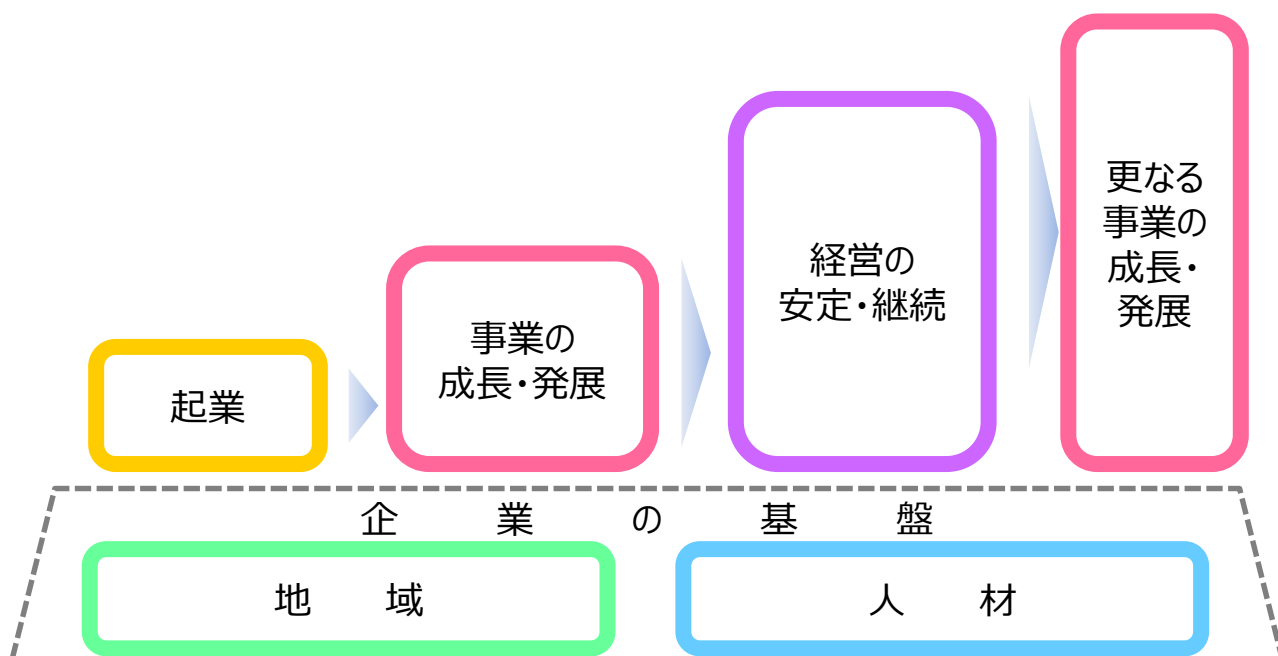 起業
事業の
成長・発展
経営の
安定・継続
更なる
事業の
成長・
発展
企業の基盤
地域
人材